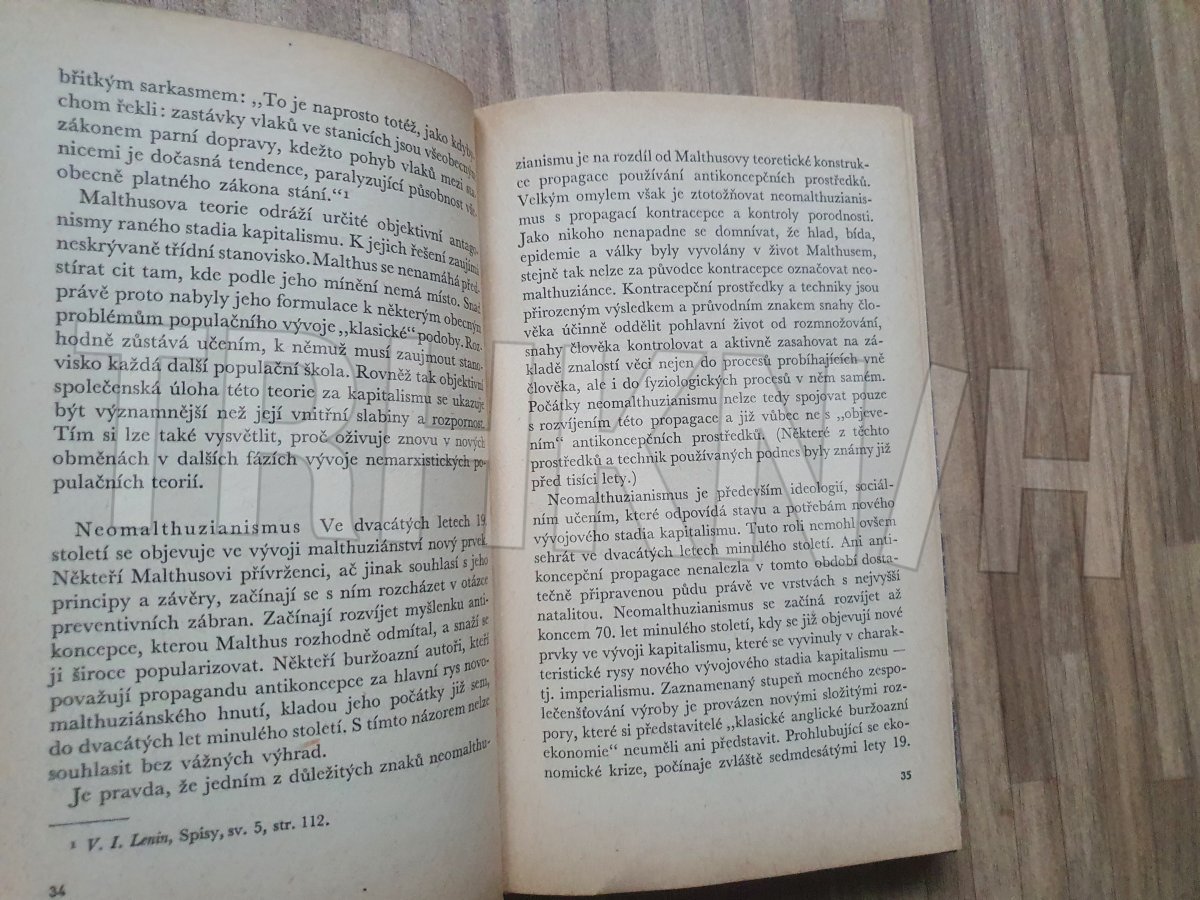 břitkým sarkasmem: „To je naprosto totéž, jako kdyby-
chom řekli: zastávky vlaků ve stanicích jsou všeobecným
zákonem parní dopravy, kdežto pohyb vlaků mezi sta-
nicemi je dočasná tendence, paralyzující působnost vše-
obecně platného zákona stání.“¹
Malthusova teorie odráží určité objektivní antago-
nismy raného stadia kapitalismu. K jejich řešení zaujímá
neskrývaně třídní stanovisko. Malthus se nenamáhá před-
stírat cit tam, kde podle jeho mínění nemá místo. Snad
právě proto nabyly jeho formulace k některým obecným
problémům populačního vývoje „klasické“ podoby. Roz-
hodně zůstává učením, k němuž musí zaujmout stano-
visko každá další populační škola. Rovněž tak objektivní
společenská úloha této teorie za kapitalismu se ukazuje
být významnější než její vnitřní slabiny a rozpornost.
Tím si lze také vysvětlit, proč oživuje znovu v nových
obměnách v dalších fázích vývoje nemarxistických po-
pulačních teorií.
Neomalthuzianismus Ve dvacátých letech 19.
století se objevuje ve vývoji malthuziánství nový prvek.
Někteří Malthusovi přívrženci, ač jinak souhlasí s jeho
principy a závěry, začínají se s ním rozcházet v otázce
preventivních zábran. Začínají rozvíjet myšlenku anti-
koncepce, kterou Malthus rozhodně odmítal, a snaží se
ji široce popularizovat. Někteří buržoazní autoři, kteří
považují propagandu antikoncepce za hlavní rys novo-
malthuziánského hnutí, kladou jeho počátky již sem,
do dvacátých let minulého století. S tímto názorem nelze
souhlasit bez vážných výhrad.
Je pravda, že jedním z důležitých znaků neomalthu-
¹ V. I. Lenin, Spisy, sv. 5, str. 112.
34
zianismu je na rozdíl od Malthusovy teoretické konstruk-
ce propagace používání antikoncepčních prostředků.
Velkým omylem však je ztotožňovat neomalthuzianis-
mus s propagací kontracepce a kontroly porodnosti.
Jako nikoho nenapadne se domnívat, že hlad, bída,
epidemie a války byly vyvolány v život Malthusem,
stejně tak nelze za původce kontracepce označovat neo-
malthuziánce. Kontracepční prostředky a techniky jsou
přirozeným výsledkem a průvodním znakem snahy člo-
věka účinně oddělit pohlavní život od rozmnožování,
snahy člověka kontrolovat a aktivně zasahovat na zá-
kladě znalostí věci nejen do procesů probíhajících vně
člověka, ale i do fyziologických procesů v něm samém.
Počátky neomalthuzianismu nelze tedy spojovat pouze
s rozvíjením této propagace a již vůbec ne s „objeve-
ním“ antikoncepčních prostředků. (Některé z těchto
prostředků a technik používaných podnes byly známy již
před tisíci lety.)
Neomalthuzianismus je především ideologií, sociál-
ním učením, které odpovídá stavu a potřebám nového
vývojového stadia kapitalismu. Tuto roli nemohl ovšem
sehrát ve dvacátých letech minulého století. Ani anti-
koncepční propagace nenalezla v tomto období dosta-
tečně připravenou půdu právě ve vrstvách s nejvyšší
natalitou. Neomalthuzianismus se začíná rozvíjet až
koncem 70. let minulého století, kdy se již objevují nové
prvky ve vývoji kapitalismu, které se vyvinuly v charak-
teristické rysy nového vývojového stadia kapitalismu —
tj. imperialismu. Zaznamenaný stupeň mocného zespo-
lečenšťování výroby je provázen novými složitými roz-
pory, které si představitelé „klasické anglické buržoazní
ekonomie“ neuměli ani představit. Prohlubující se eko-
nomické krize, počínaje zvláště sedmdesátými lety 19.
35
TRHKNIH